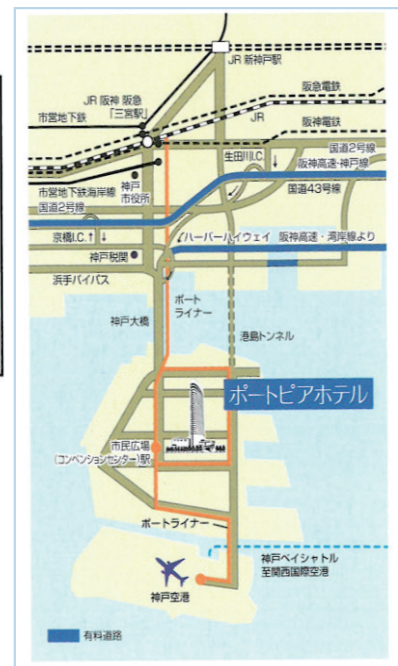 JR 新神戸駅
JR 阪神 阪急
「三宮駅」
阪急電鉄
市営地下鉄
JR
阪神電鉄
国道2号線
生田川I.C.
↓
阪神高速・神戸線
神戸
市役所
市営地下鉄海岸線
国道2号線
国道43号線
京橋I.C.↑ ↓
ハーバーハイウェイ
阪神高速・湾岸線より
神戸税関
浜手バイパス
ポート
ライナー
神戸大橋
港島トンネル
ポートピアホテル
市民広場
(コンベンションセンター)駅
ポートライナー
神戸ベイシャトル
至関西国際空港
神戸空港
有料道路